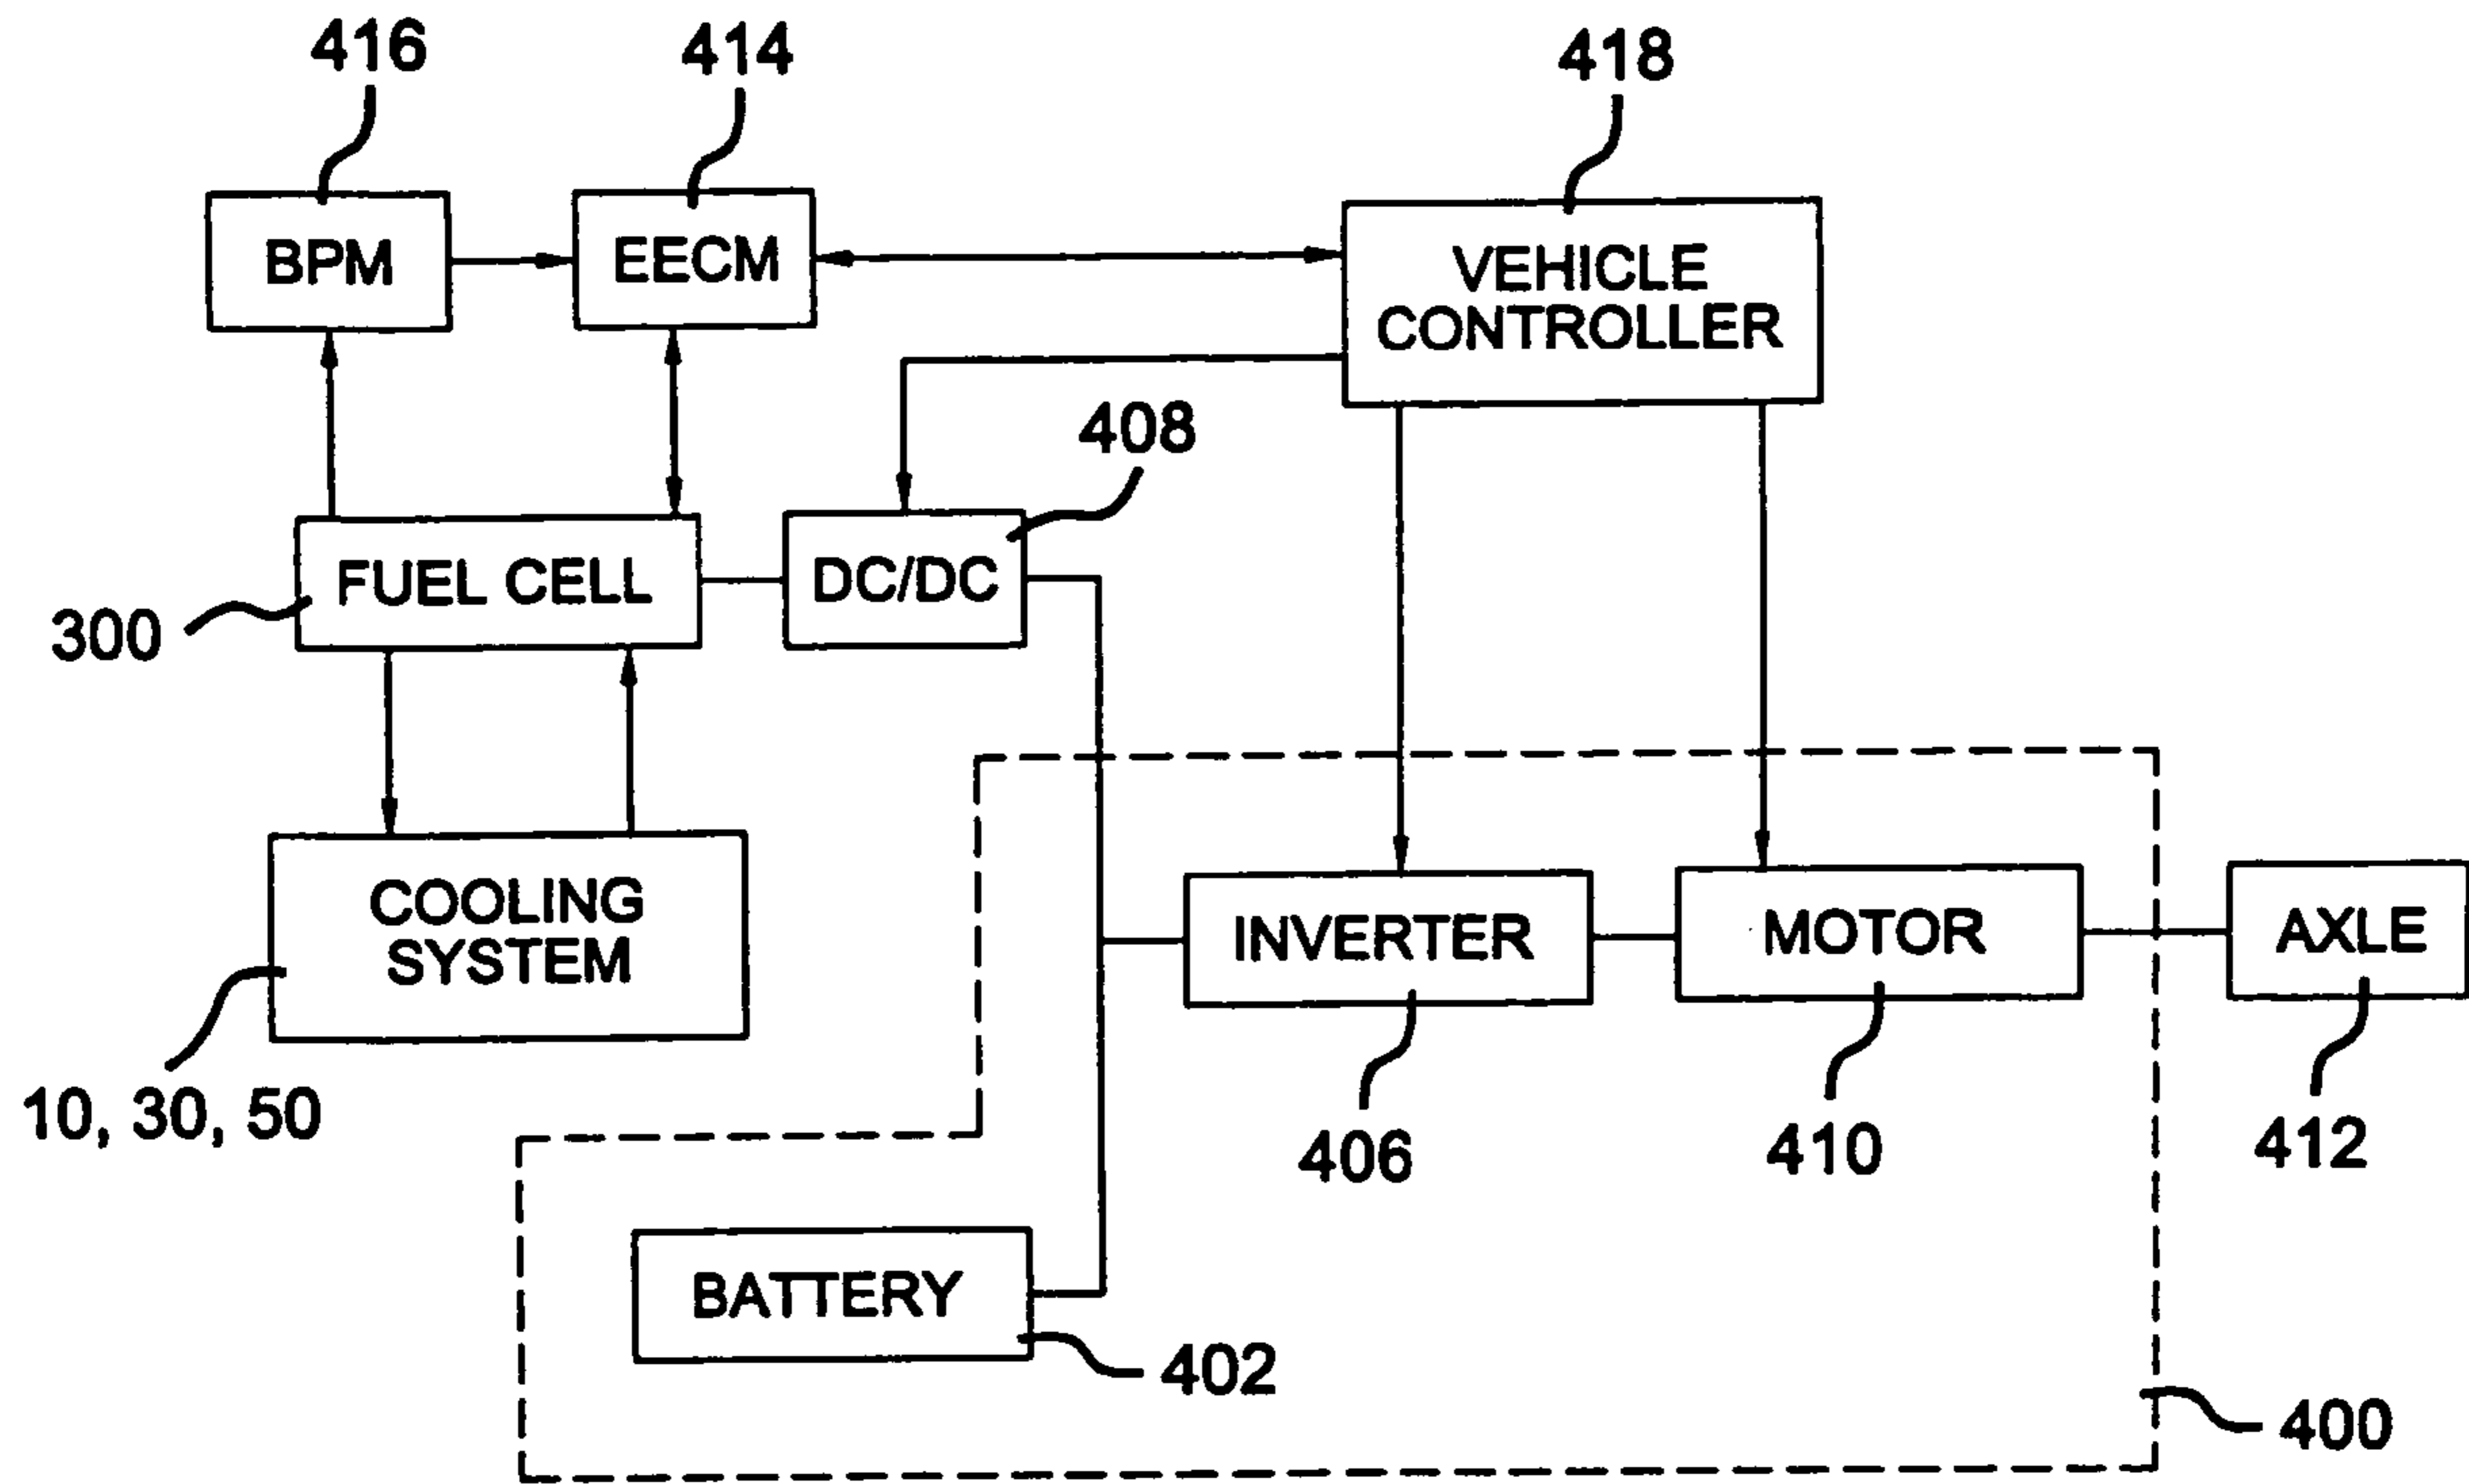 416
414
418
BPM
EECM
VEHICLE
CONTROLLER
408
FUEL CELL
DC/DC
300
COOLING
SYSTEM
INVERTER
MOTOR
AXLE
10, 30, 50
406
410
412
BATTERY
402
400